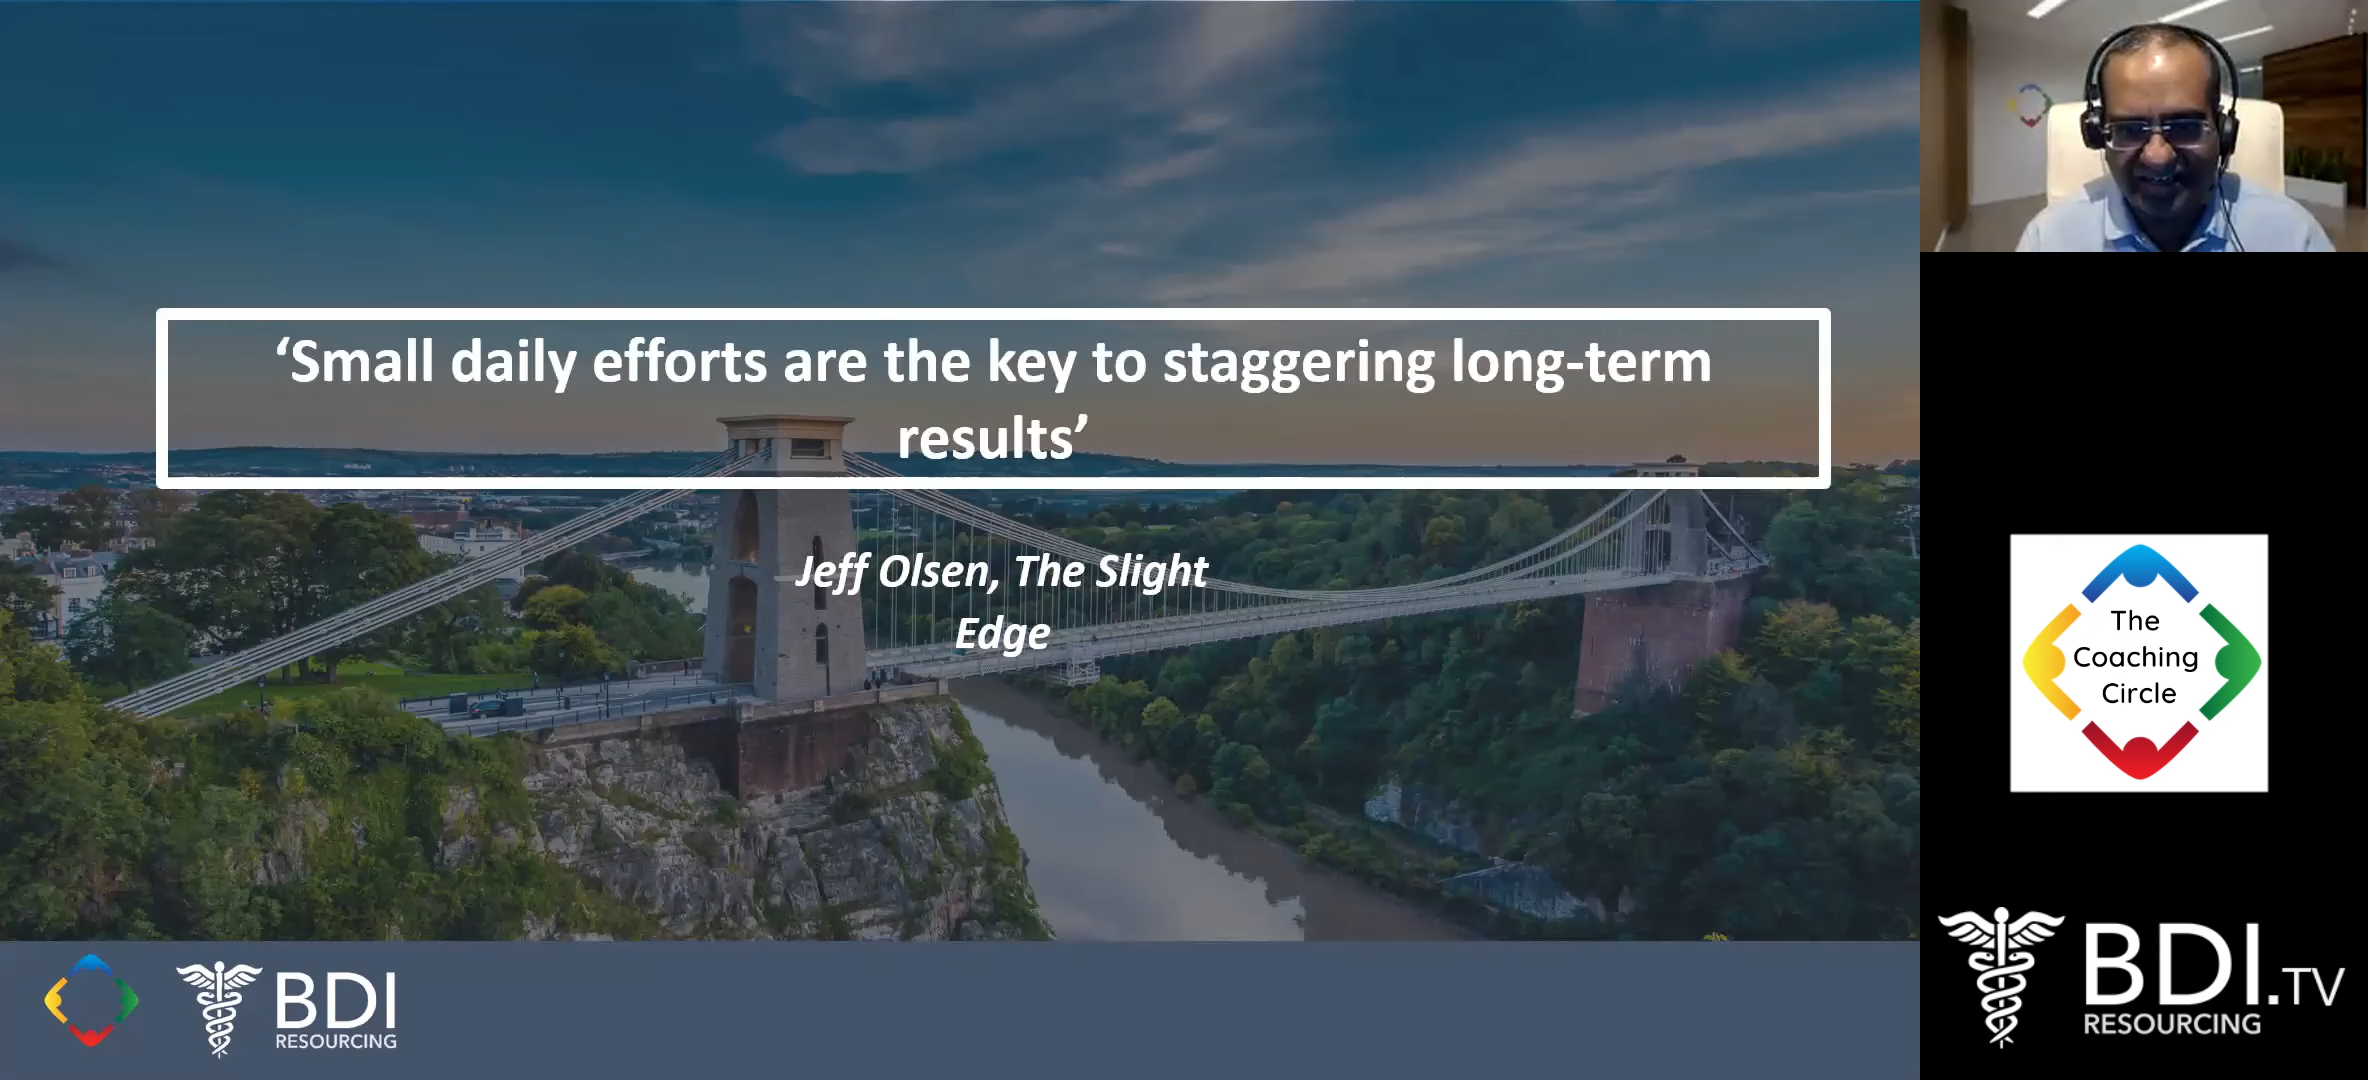 ‘Small daily efforts are the key to staggering long-term
results’
Jeff Olsen, The Slight
Edge
The
Coaching
Circle
BDI
RESOURCING
BDI.TV
RESOURCING